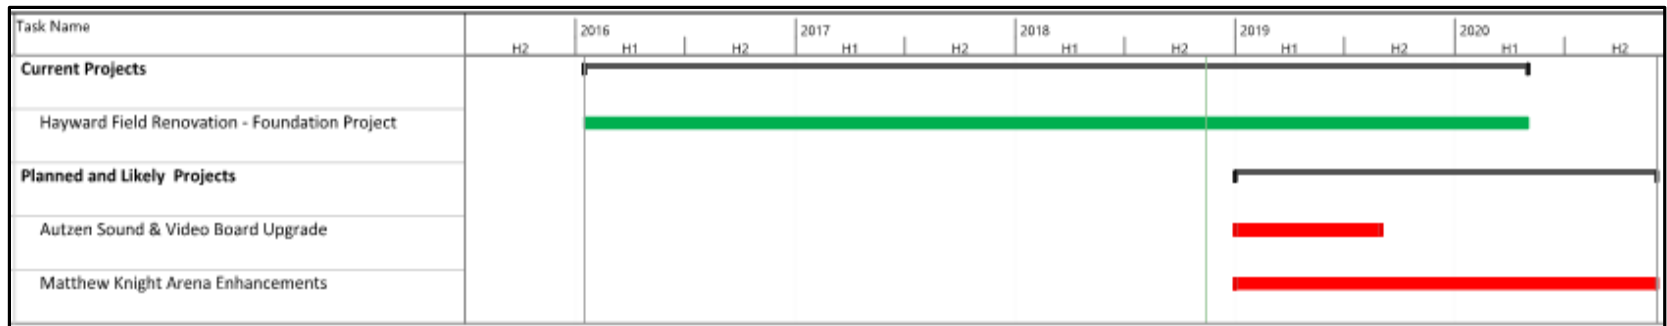 Task Name
2016 2017 2018 2019 2020
H2 H1 H2 H1 H2 H1 H2 H1 H2 H1 H2
Current Projects
Hayward Field Renovation - Foundation Project
Planned and Likely Projects
Autzen Sound & Video Board Upgrade
Matthew Knight Arena Enhancements